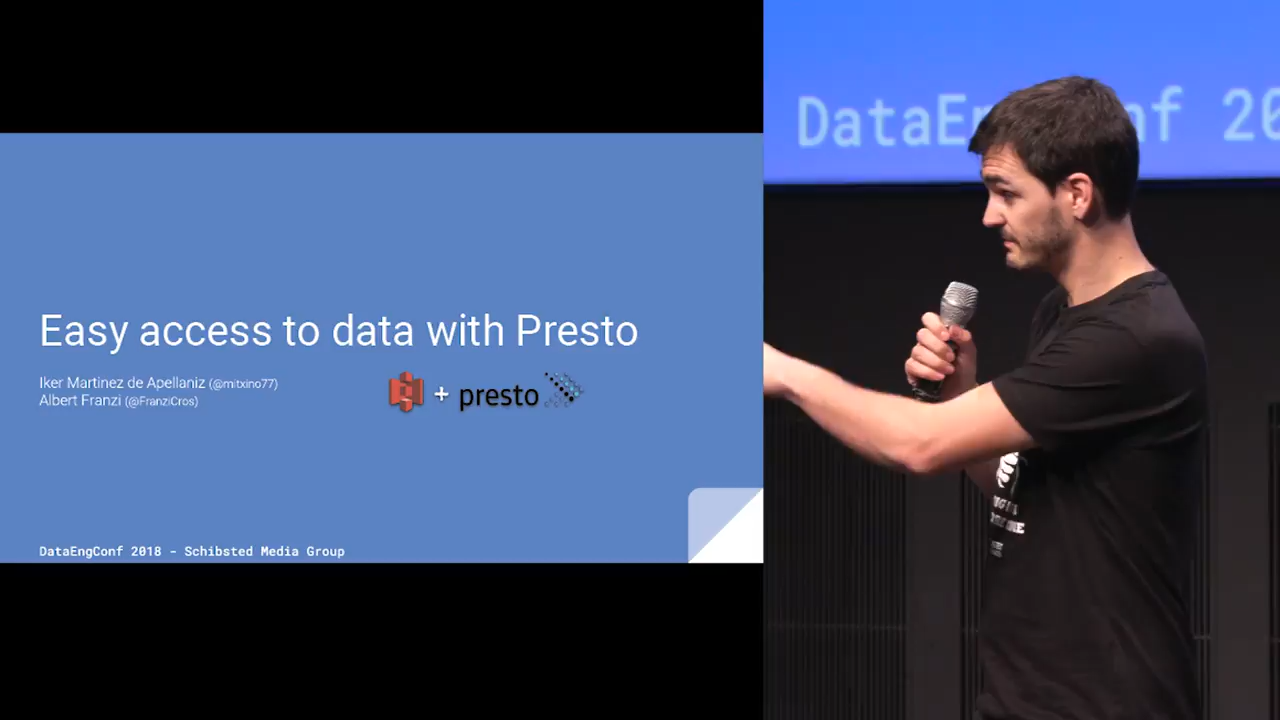 Easy access to data with Presto
Iker Martinez de Apellaniz (@mitxino77)
Albert Franzi (@FranziCros)
+ presto
DataEngConf 2018 - Schibsted Media Group
DataEn nf 20